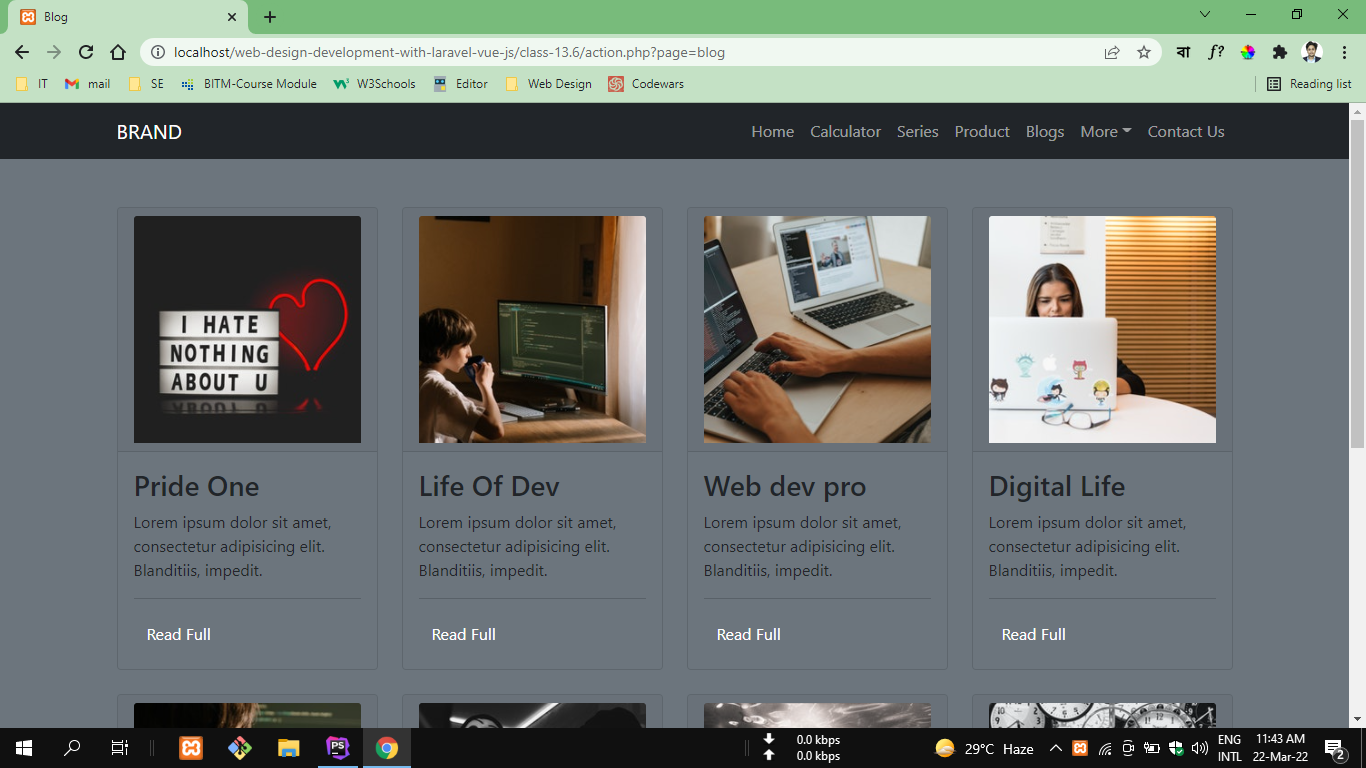 Blog
localhost/web-design-development-with-laravel-vue-js/class-13.6/action.php?page=blog
বা f?
IT mail SE BITM-Course Module W3Schools Editor Web Design Codewars Reading list
BRAND Home Calculator Series Product Blogs More Contact Us
I HATE
NOTHING
ABOUT U
Pride One Life Of Dev Web dev pro Digital Life
Lorem ipsum dolor sit amet, Lorem ipsum dolor sit amet, Lorem ipsum dolor sit amet, Lorem ipsum dolor sit amet,
consectetur adipisicing elit. consectetur adipisicing elit. consectetur adipisicing elit. consectetur adipisicing elit.
Blanditiis, impedit. Blanditiis, impedit. Blanditiis, impedit. Blanditiis, impedit.
Read Full Read Full Read Full Read Full
PS
0.0 kbps
0.0 kbps
29°C Haze
ENG
INTL
11:43 AM
22-Mar-22
2